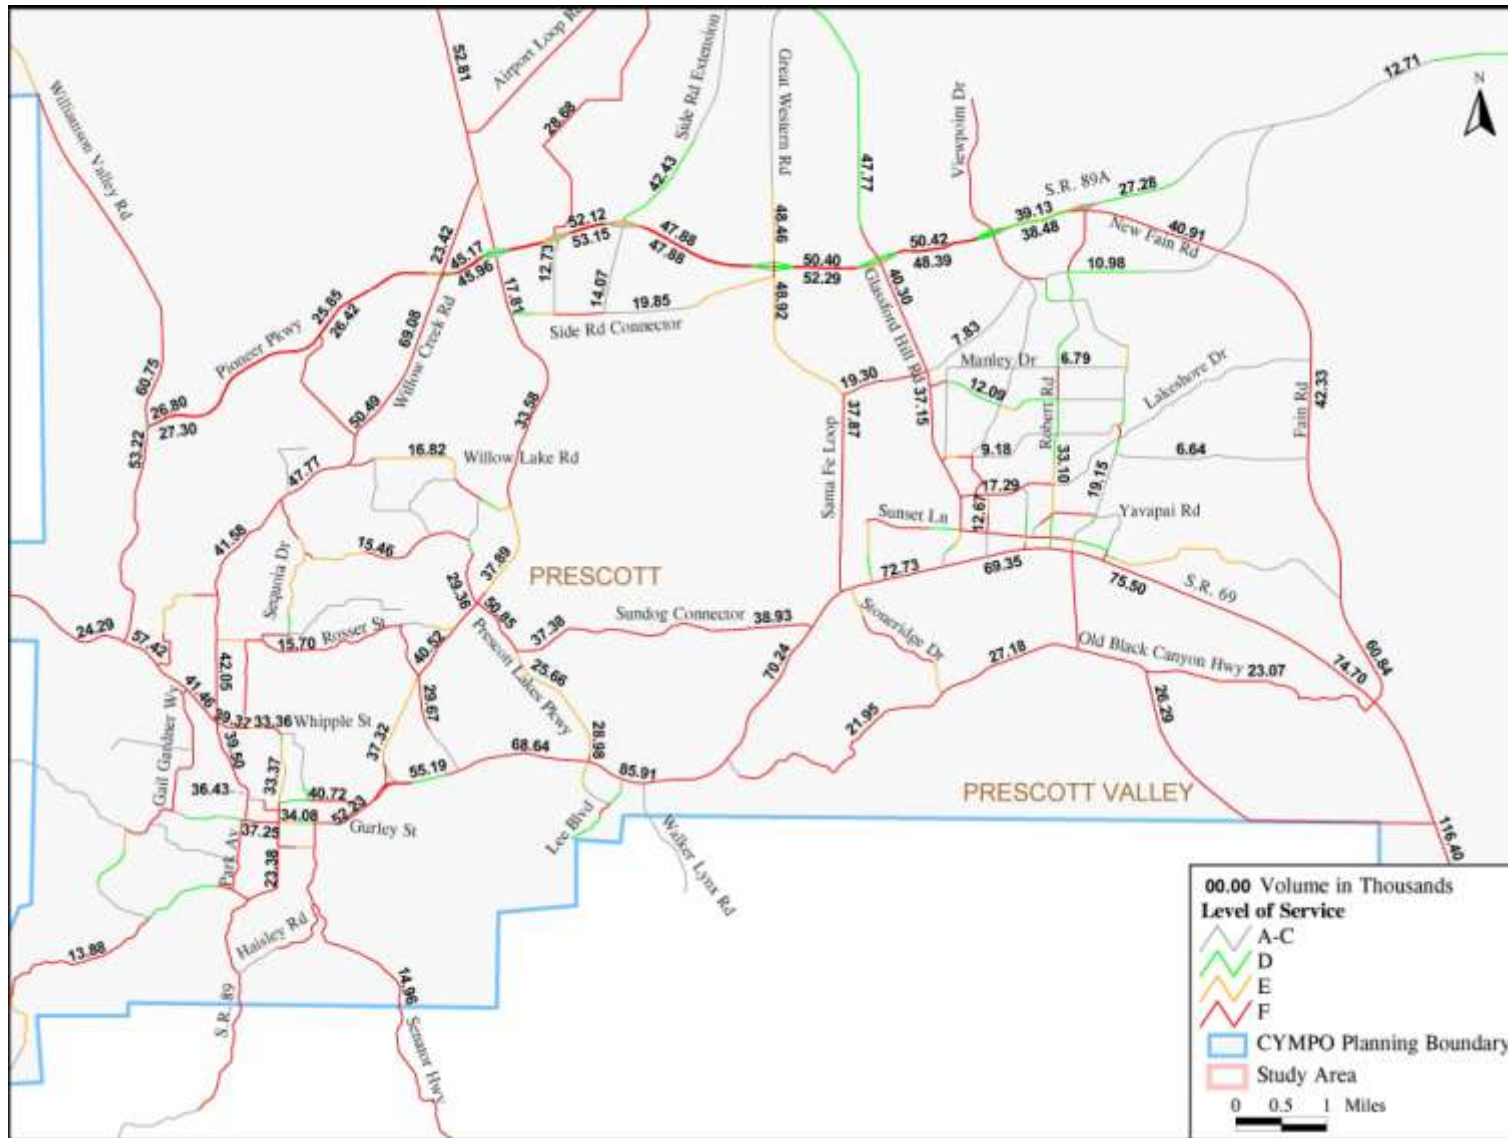 52.81
Airport Loop Rd
Side Rd Extension
Great Western Rd
12.71
N
Williamson Valley Rd
28.68
42.43
47.77
Viewpoint Dr
S.R. 89A
27.28
39.13
38.48
40.91
New Fain Rd
48.46
52.12
53.15
47.88
47.88
50.42
48.39
50.40
52.29
23.42
45.17
45.96
12.73
14.07
19.85
Side Rd Connector
17.81
48.92
40.30
Glassford Hill Rd
10.98
25.85
26.42
Pioneer Pkwy
69.08
Willow Creek Rd
7.83
Manley Dr
6.79
Lakeshore Dr
60.75
26.80
27.30
50.49
33.58
19.30
37.87
37.15
12.09
Robert Rd
Fain Rd
42.33
53.22
47.77
16.82
Willow Lake Rd
Santa Fe Loop
9.18
33.10
6.64
19.15
17.29
12.67
Sunset Ln
Yavapai Rd
41.58
Sequania Dr
15.46
37.89
PRESCOTT
72.73
69.35
75.50
S.R. 69
29.36
50.85
Sundog Connector
38.93
37.38
24.29
57.42
15.70
Rosser St
40.52
Prescott Lakes Pkwy
25.66
70.24
Stoneridge Dr
27.18
Old Black Canyon Hwy
23.07
74.70
60.84
42.05
41.46
Gail Gardner Wy
39.72
33.36
Whipple St
29.67
39.50
37.32
28.98
68.64
21.95
26.29
36.43
33.37
55.19
85.91
PRESCOTT VALLEY
40.72
34.08
52.23
Gurley St
37.25
Park Av
23.38
Lee Blvd
Walker Lynx Rd
116.40
Haisley Rd
13.88
S.R. 89
14.96
Senator Hwy
00.00 Volume in Thousands
Level of Service
A-C
D
E
F
CYMPO Planning Boundary
Study Area
0 0.5 1 Miles